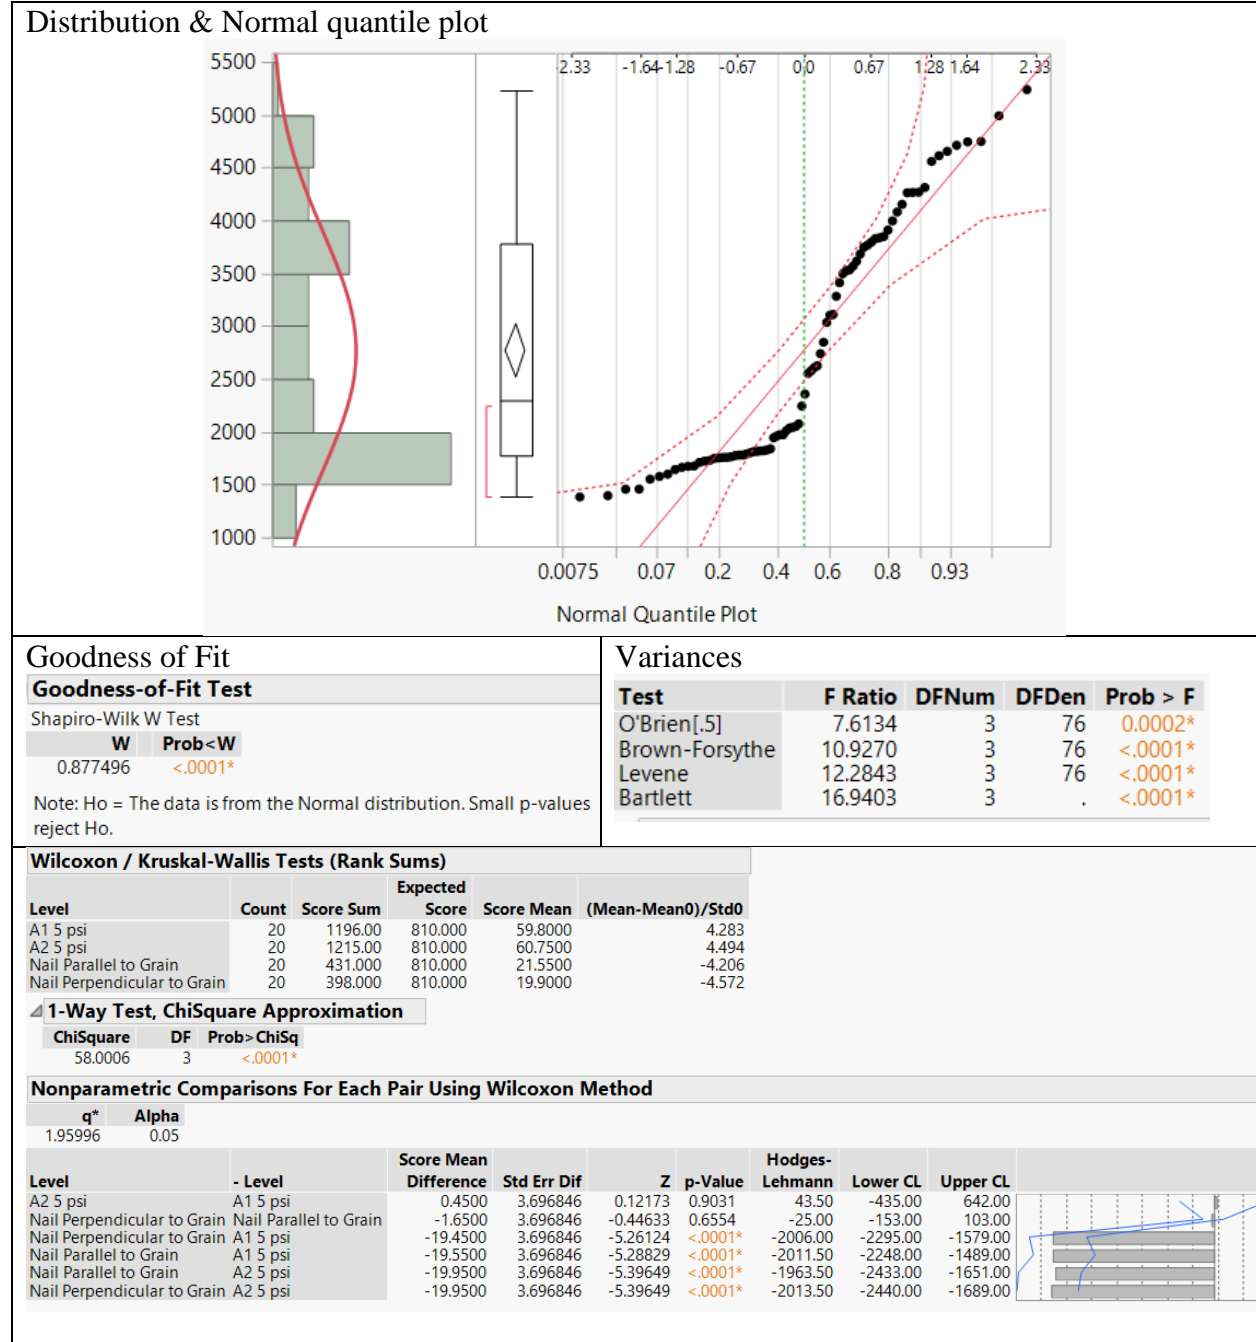 Distribution & Normal quantile plot
5500
5000
4500
4000
3500
3000
2500
2000
1500
1000
-2.33 -1.64 -1.28 -0.67 0.0 0.67 1.28 1.64 2.33
0.0075 0.07 0.2 0.4 0.6 0.8 0.93
Normal Quantile Plot
Goodness of Fit
Goodness-of-Fit Test
Shapiro-Wilk W Test
W Prob<W
0.877496 <.0001*
Note: Ho = The data is from the Normal distribution. Small p-values
reject Ho.
Variances
Test F Ratio DFNum DFDen Prob > F
O'Brien[.5] 7.6134 3 76 0.0002*
Brown-Forsythe 10.9270 3 76 <.0001*
Levene 12.2843 3 76 <.0001*
Bartlett 16.9403 3 . <.0001*
Wilcoxon / Kruskal-Wallis Tests (Rank Sums)
Expected
Level Count Score Sum Score Score Mean (Mean-Mean0)/Std0
A1 5 psi 20 1196.00 810.000 59.8000 4.283
A2 5 psi 20 1215.00 810.000 60.7500 4.494
Nail Parallel to Grain 20 431.000 810.000 21.5500 -4.206
Nail Perpendicular to Grain 20 398.000 810.000 19.9000 -4.572
1-Way Test, ChiSquare Approximation
ChiSquare DF Prob>ChiSq
58.0006 3 <.0001*
Nonparametric Comparisons For Each Pair Using Wilcoxon Method
q* Alpha
1.95996 0.05
Score Mean Hodges-
Level - Level Difference Std Err Dif Z p-Value Lehmann Lower CL Upper CL
A2 5 psi A1 5 psi 0.4500 3.696846 0.12173 0.9031 43.50 -435.00 642.00
Nail Perpendicular to Grain Nail Parallel to Grain -1.6500 3.696846 -0.44633 0.6554 -25.00 -153.00 103.00
Nail Perpendicular to Grain A1 5 psi -19.4500 3.696846 -5.26124 <.0001* -2006.00 -2295.00 -1579.00
Nail Parallel to Grain A1 5 psi -19.5500 3.696846 -5.28829 <.0001* -2011.50 -2248.00 -1489.00
Nail Parallel to Grain A2 5 psi -19.9500 3.696846 -5.39649 <.0001* -1963.50 -2433.00 -1651.00
Nail Perpendicular to Grain A2 5 psi -19.9500 3.696846 -5.39649 <.0001* -2013.50 -2440.00 -1689.00